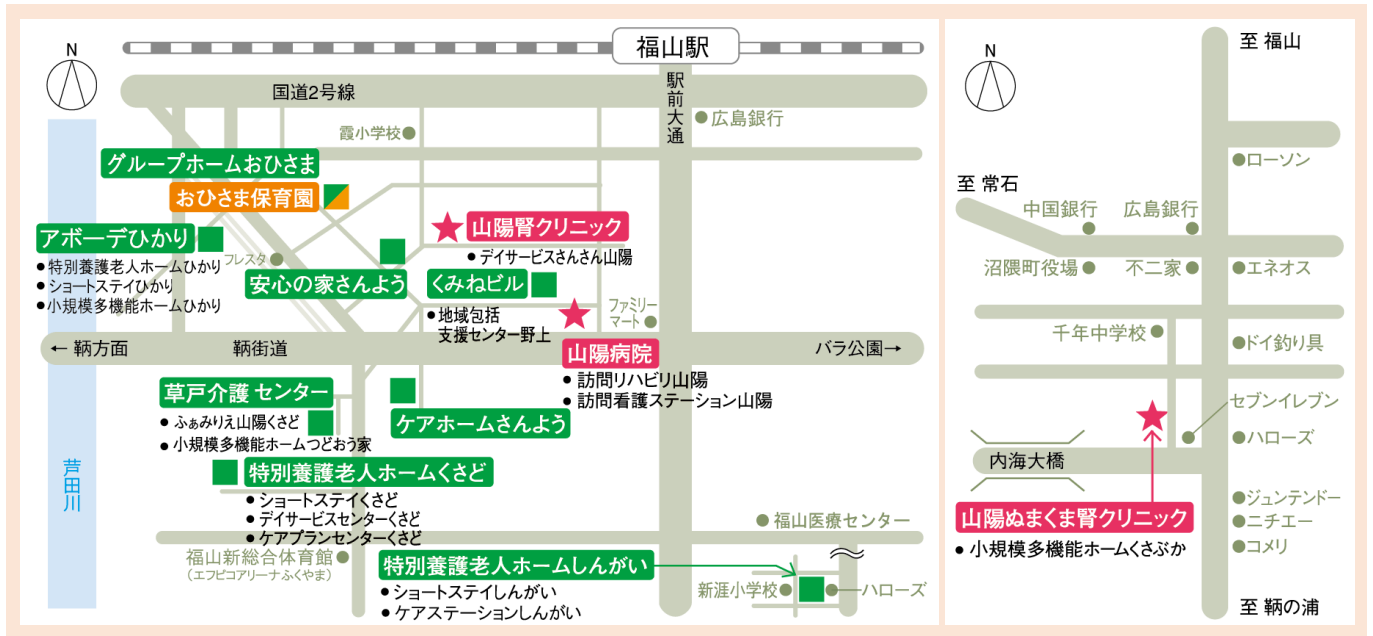 N
福山駅
国道2号線
駅前大通
広島銀行
霞小学校
グループホームおひさま
おひさま保育園
アボーデひかり
特別養護老人ホームひかり
ショートステイひかり
小規模多機能ホームひかり
フレスタ
安心の家さんよう
山陽腎クリニック
デイサービスさんさん山陽
くみねビル
地域包括
支援センター野上
ファミリー
マート
← 鞆方面
鞆街道
バラ公園→
山陽病院
訪問リハビリ山陽
訪問看護ステーション山陽
草戸介護 センター
ふぁみりえ山陽くさど
小規模多機能ホームつどおう家
ケアホームさんよう
芦田川
特別養護老人ホームくさど
ショートステイくさど
デイサービスセンターくさど
ケアプランセンターくさど
福山新総合体育館
(エフピコアリーナふくやま)
福山医療センター
特別養護老人ホームしんがい
ショートステイしんがい
ケアステーションしんがい
新涯小学校
ハローズ
N
至 福山
ローソン
至 常石
中国銀行
広島銀行
沼隈町役場
不二家
エネオス
千年中学校
ドイ釣り具
セブンイレブン
ハローズ
内海大橋
ジュンテンドー
ニチエー
コメリ
山陽ぬまくま腎クリニック
小規模多機能ホームくさぶか
至 鞆の浦